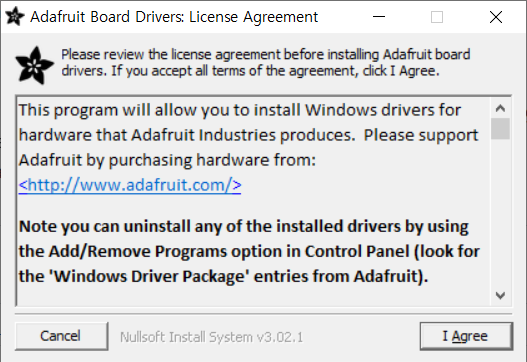 Adafruit Board Drivers: License Agreement
Please review the license agreement before installing Adafruit board
drivers. If you accept all terms of the agreement, click I Agree.
This program will allow you to install Windows drivers for
hardware that Adafruit Industries produces.  Please support
Adafruit by purchasing hardware from:
<http://www.adafruit.com/>
Note you can uninstall any of the installed drivers by using
the Add/Remove Programs option in Control Panel (look for
the 'Windows Driver Package' entries from Adafruit).
Cancel
Nullsoft Install System v3.02.1
I Agree